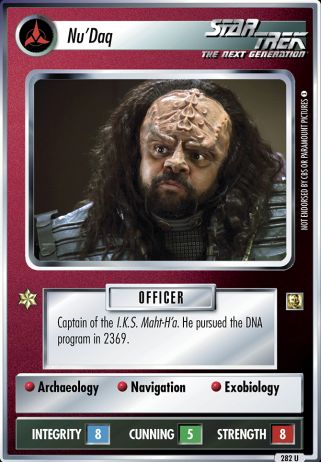 Nu'Daq
STAR TREK
THE NEXT GENERATION
NOT ENDORSED BY CBS OR PARAMOUNT PICTURES
OFFICER
Captain of the I.K.S. Maht-H'a. He pursued the DNA
program in 2369.
Archaeology Navigation Exobiology
INTEGRITY 8 CUNNING 5 STRENGTH 8
282 U